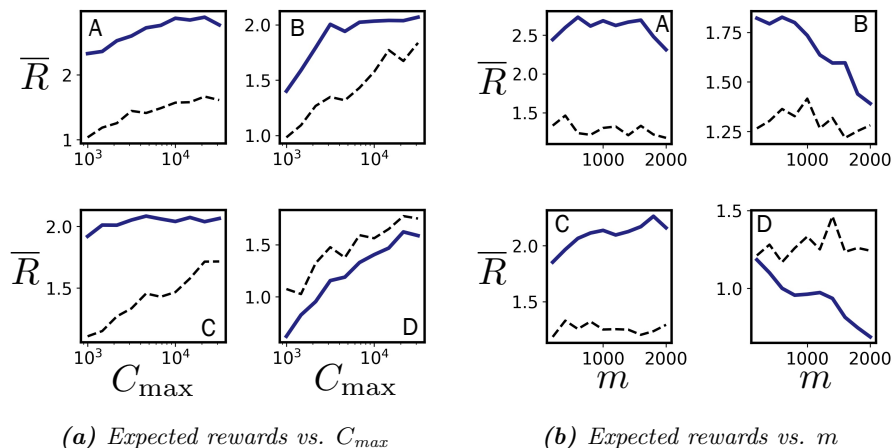 A
B
A
B
R̅
2
1
10³
10⁴
2.0
1.5
1.0
10³
10⁴
R̅
2.5
2.0
1.5
1000
2000
1.75
1.50
1.25
1000
2000
C
D
C
D
R̅
2.0
1.5
10³
10⁴
1.5
1.0
10³
10⁴
R̅
2.0
1.5
1000
2000
1.5
1.0
1000
2000
C_max
C_max
m
m
(a) Expected rewards vs. C_max
(b) Expected rewards vs. m